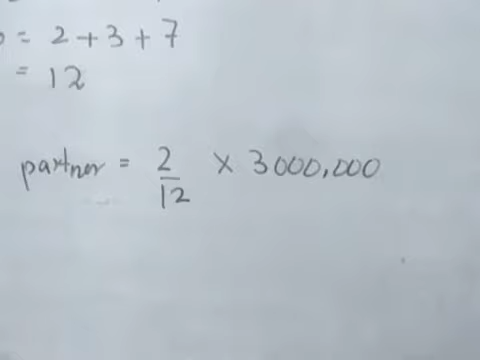 = 2 + 3 + 7
= 12
partner = 2/12 × 3000,000